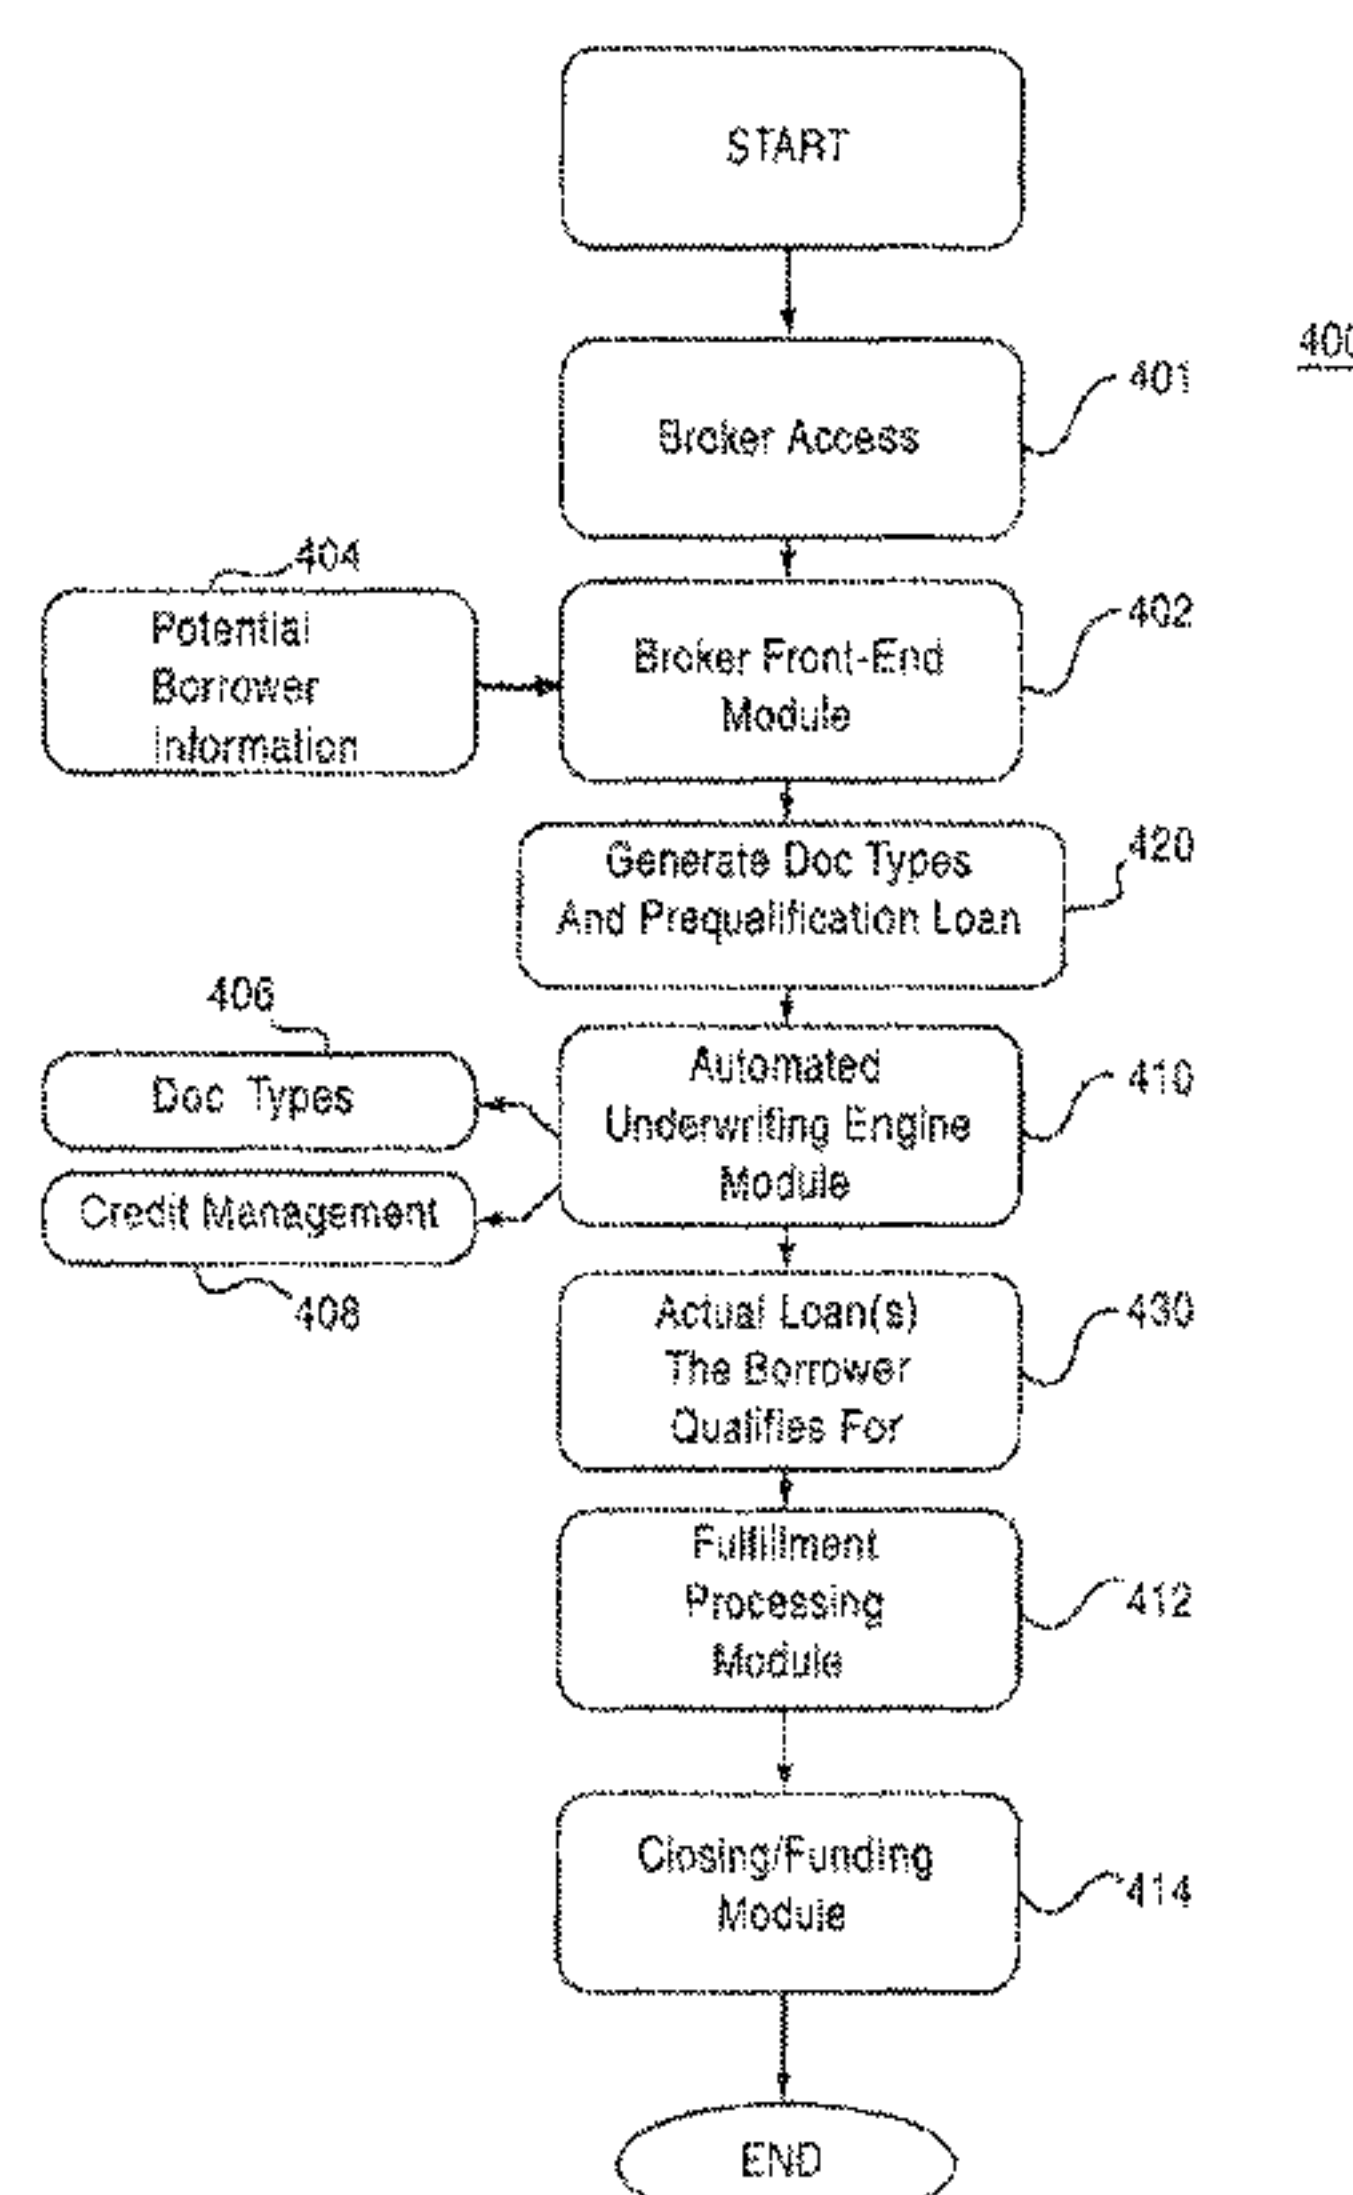 START
400
401
Broker Access
404
Potential
Borrower
Information
402
Broker Front-End
Module
420
Generate Doc Types
And Prequalification Loan
406
Doc Types
Credit Management
408
410
Automated
Underwriting Engine
Module
430
Actual Loan(s)
The Borrower
Qualifies For
Fulfillment
Processing
Module
412
Closing/Funding
Module
414
END